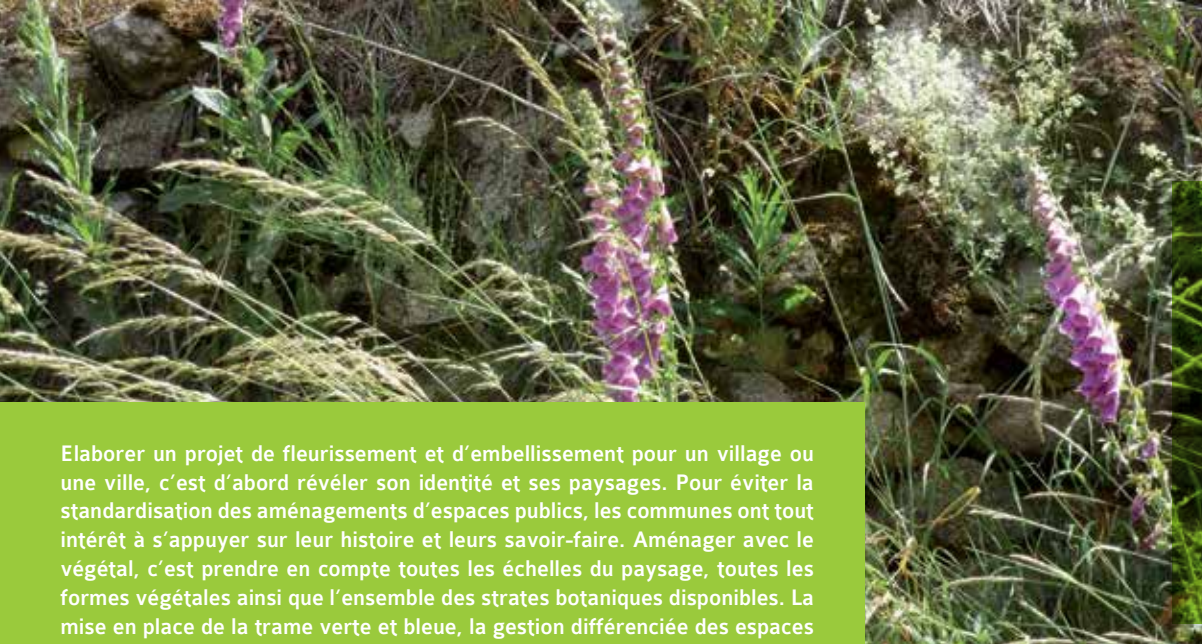 Elaborer un projet de fleurissement et d'embellissement pour un village ou
une ville, c'est d'abord révéler son identité et ses paysages. Pour éviter la
standardisation des aménagements d'espaces publics, les communes ont tout
intérêt à s'appuyer sur leur histoire et leurs savoir-faire. Aménager avec le
végétal, c'est prendre en compte toutes les échelles du paysage, toutes les
formes végétales ainsi que l'ensemble des strates botaniques disponibles. La
mise en place de la trame verte et bleue, la gestion différenciée des espaces